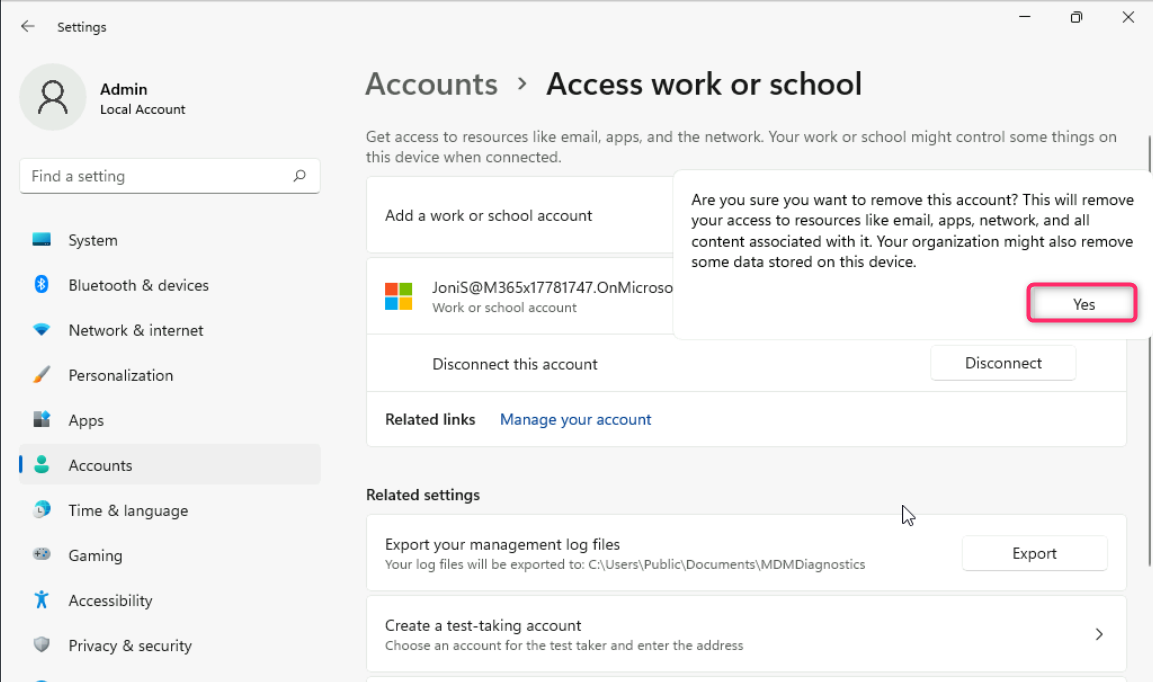 Settings
Admin
Local Account
Find a setting
System
Bluetooth & devices
Network & internet
Personalization
Apps
Accounts
Time & language
Gaming
Accessibility
Privacy & security
Accounts > Access work or school
Get access to resources like email, apps, and the network. Your work or school might control some things on
this device when connected.
Add a work or school account
Are you sure you want to remove this account? This will remove
your access to resources like email, apps, network, and all
content associated with it. Your organization might also remove
some data stored on this device.
Yes
JoniS@M365x17781747.OnMicroso
Work or school account
Disconnect this account
Disconnect
Related links Manage your account
Related settings
Export your management log files
Your log files will be exported to: C:\Users\Public\Documents\MDMDiagnostics
Export
Create a test-taking account
Choose an account for the test taker and enter the address